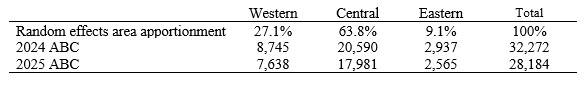 Western Central Eastern Total
Random effects area apportionment 27.1% 63.8% 9.1% 100%
2024 ABC 8,745 20,590 2,937 32,272
2025 ABC 7,638 17,981 2,565 28,184